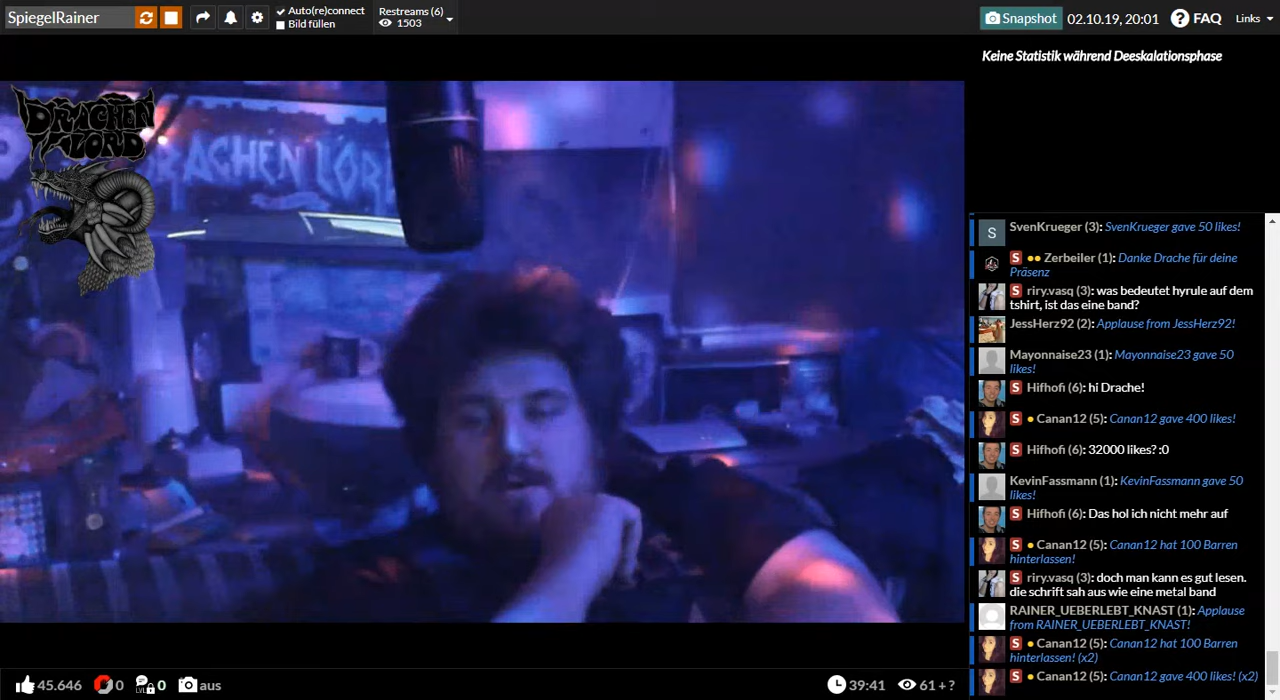 SpiegelRainer
Auto(re)connect
Bild füllen
Restreams (6)
1503
Snapshot
02.10.19, 20:01
FAQ
Links
Keine Statistik während Deeskalationsphase
DRACHEN
LORD
RACHEN LORD
S
SvenKrueger (3): SvenKrueger gave 50 likes!
S Zerbeiler (1): Danke Drache für deine
Präsenz
S riry.vasq (3): was bedeutet hyrule auf dem
tshirt, ist das eine band?
JessHerz92 (2): Applause from JessHerz92!
Mayonnaise23 (1): Mayonnaise23 gave 50
likes!
S Hifhofi (6): hi Drache!
S Canan12 (5): Canan12 gave 400 likes!
S Hifhofi (6): 32000 likes? :0
KevinFassmann (1): KevinFassmann gave 50
likes!
S Hifhofi (6): Das hol ich nicht mehr auf
S Canan12 (5): Canan12 hat 100 Barren
hinterlassen!
S riry.vasq (3): doch man kann es gut lesen.
die schrift sah aus wie eine metal band
RAINER_UEBERLEBT_KNAST (1): Applause
from RAINER_UEBERLEBT_KNAST!
S Canan12 (5): Canan12 hat 100 Barren
hinterlassen! (x2)
S Canan12 (5): Canan12 gave 400 likes! (x2)
45.646
0
LVL
0
aus
39:41
61 + ?